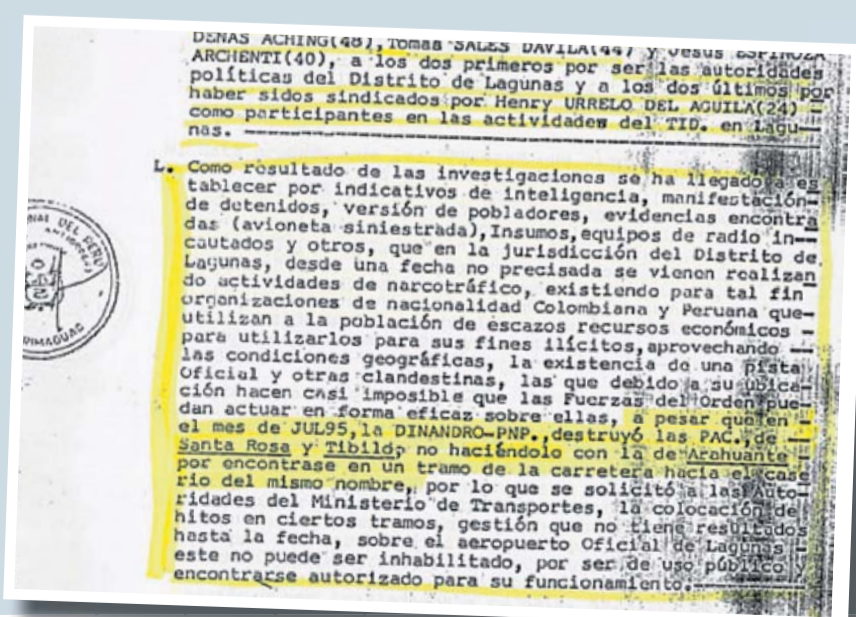 DENAS ACHING(48), Tomas SALES DAVILA(44) y Jesus ESPINOZA
ARCHENTI(40), a los dos primeros por ser las autoridades
políticas del Distrito de Lagunas y a los dos últimos por
haber sidos sindicados por Henry URRELO DEL AGUILA(24) -
como participantes en las actividades del TID. en Lagu-
nas. ----------
L. Como resultado de las investigaciones se ha llegado a es
tablecer por indicativos de inteligencia, manifestación-
de detenidos, versión de pobladores, evidencias encontra
das (avioneta siniestrada), Insumos, equipos de radio in--
cautados y otros, que en la jurisdicción del Distrito de
Lagunas, desde una fecha no precisada se vienen realizan
do actividades de narcotráfico, existiendo para tal fin
organizaciones de nacionalidad Colombiana y Peruana que-
utilizan a la población de escazos recursos económicos -
para utilizarlos para sus fines ilícitos, aprovechando --
las condiciones geográficas, la existencia de una pista
Oficial y otras clandestinas, las que debido a su ubica-
ción hacen casi imposible que las Fuerzas del Orden pue-
dan actuar en forma eficaz sobre ellas, a pesar que en -
el mes de JUL95, la DINANDRO-PNP., destruyó las PAC., de --
Santa Rosa y Tibildo, no haciéndolo con la de Arahuante -
por encontrase en un tramo de la carretera hacia el case
rio del mismo nombre, por lo que se solicitó a las Auto-
ridades del Ministerio de Transportes, la colocación de
hitos en ciertos tramos, gestión que no tiene resultados
hasta la fecha, sobre el aeropuerto Oficial de Lagunas -
este no puede ser inhabilitado, por ser de uso público y
encontrarse autorizado para su funcionamiento.----------
DEL PERU